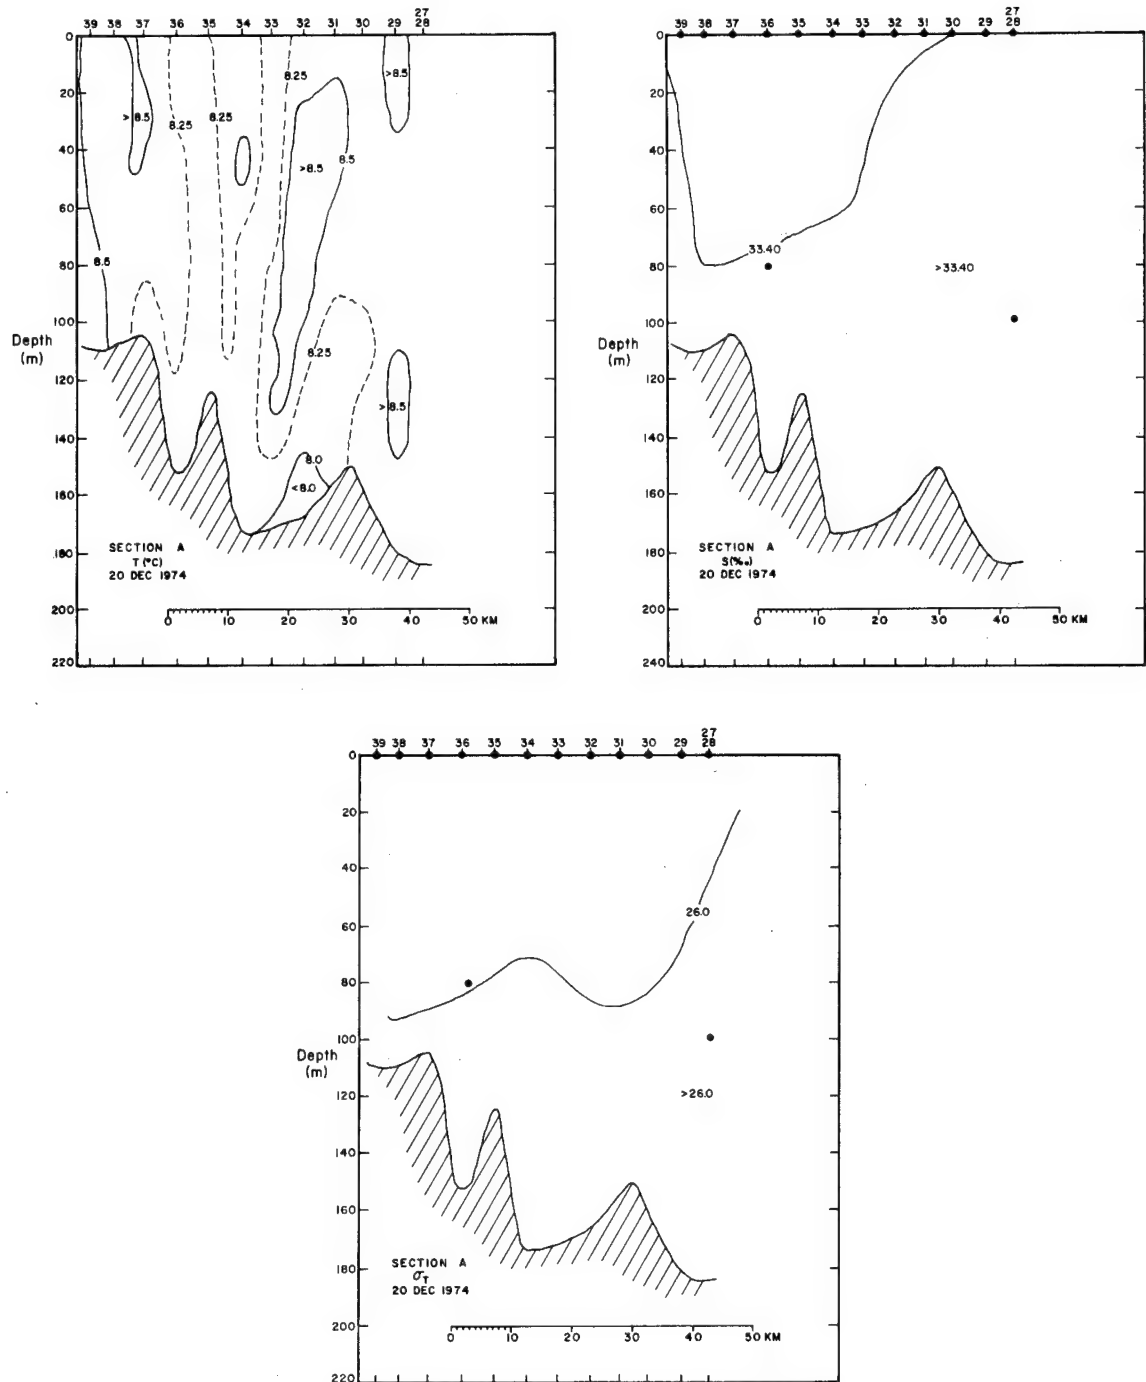 27
39 38 37 36 35 34 33 32 31 30 29 28
0
20
40
60
80
100
120
140
160
180
200
220
Depth
(m)
8.25
>8.5
>8.5
8.25
8.25
>8.5
8.5
8.5
8.25
>8.5
8.0
<8.0
SECTION A
T (°C)
20 DEC 1974
0 10 20 30 40 50 KM
27
39 38 37 36 35 34 33 32 31 30 29 28
0
20
40
60
80
100
120
140
160
180
200
240
Depth
(m)
33.40
>33.40
SECTION A
S(‰)
20 DEC 1974
0 10 20 30 40 50 KM
27
39 38 37 36 35 34 33 32 31 30 29 28
0
20
40
60
80
100
120
140
160
180
200
220
Depth
(m)
26.0
>26.0
SECTION A
σT
20 DEC 1974
0 10 20 30 40 50 KM